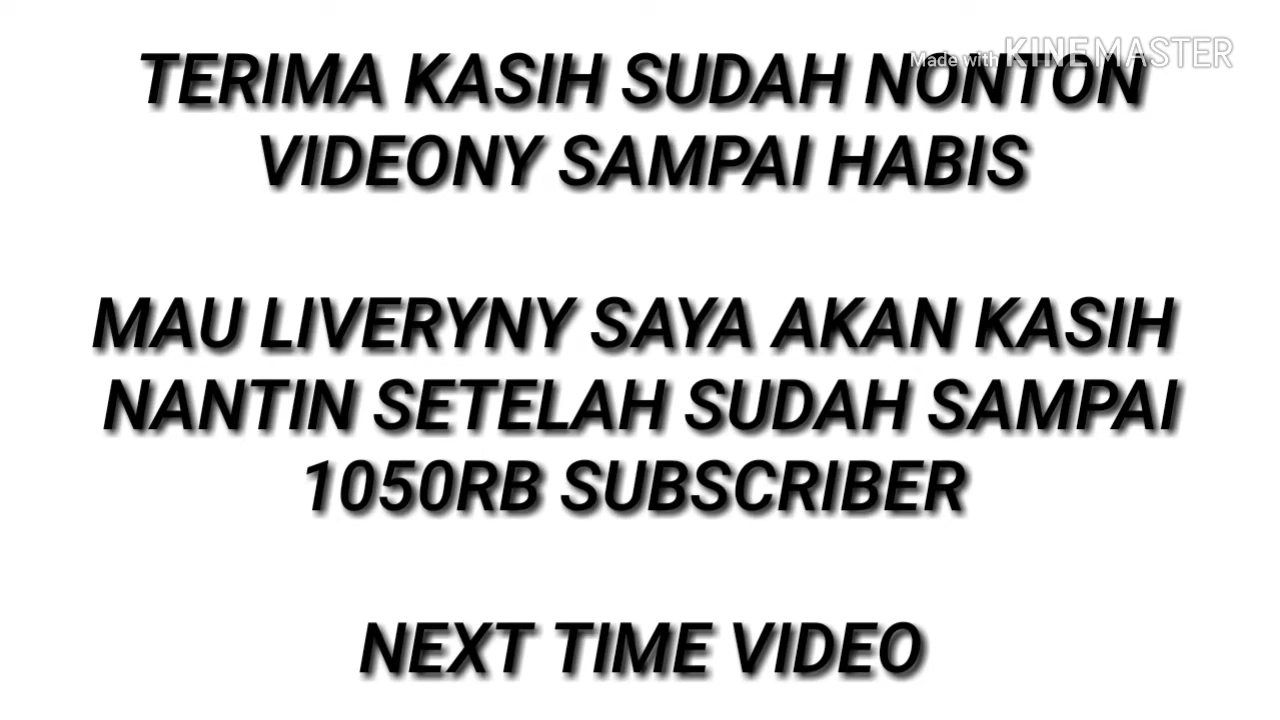 Made with KINEMASTER
TERIMA KASIH SUDAH NONTON
VIDEONY SAMPAI HABIS
MAU LIVERYNY SAYA AKAN KASIH
NANTIN SETELAH SUDAH SAMPAI
1050RB SUBSCRIBER
NEXT TIME VIDEO